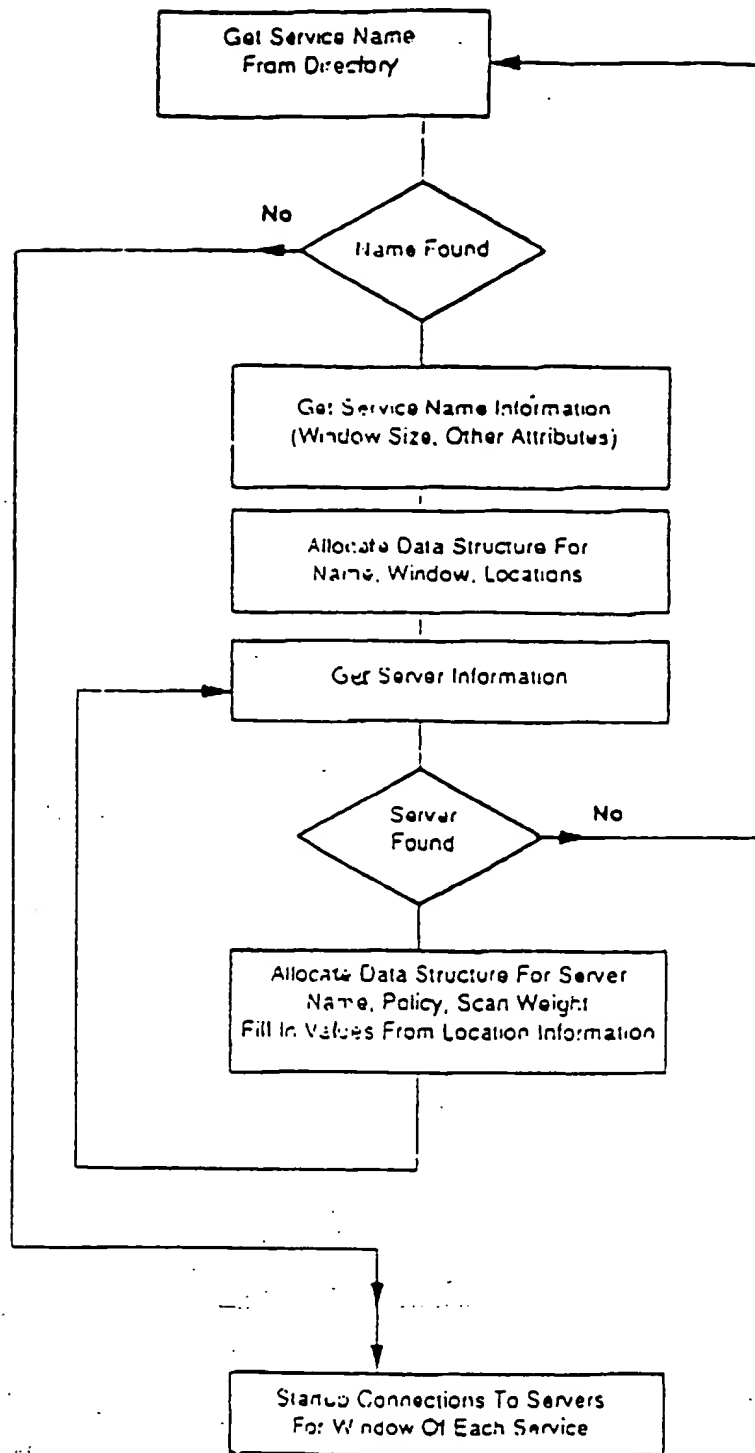 Get Service Name
From Directory
No
Name Found
Get Service Name Information
(Window Size, Other Attributes)
Allocate Data Structure For
Name, Window, Locations
Get Server Information
Server
Found
No
Allocate Data Structure For Server
Name, Policy, Scan Weight
Fill In Values From Location Information
Startup Connections To Servers
For Window Of Each Service